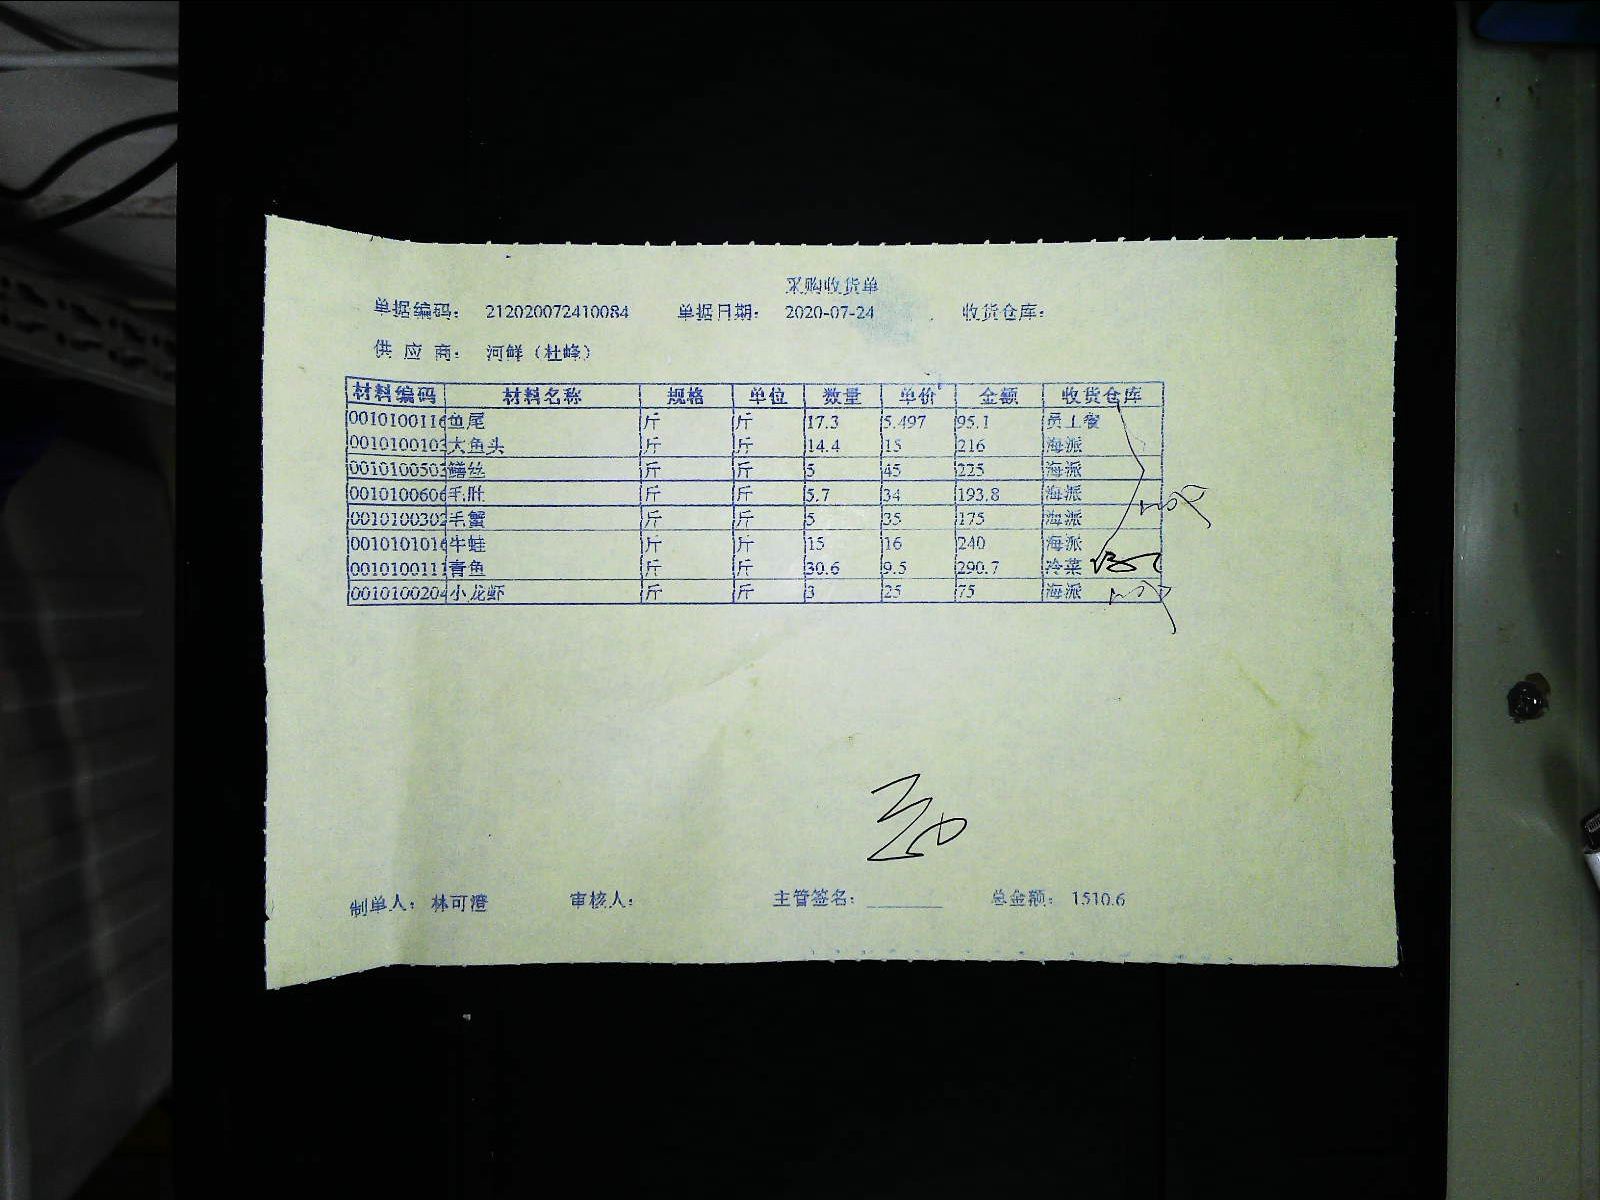 采购收货单
单据编码： 212020072410084 单据日期： 2020-07-24 收货仓库：
供 应 商： 河鲜（杜峰）
材料编码 材料名称 规格 单位 数量 单价 金额 收货仓库
0010100116 鱼尾 斤 斤 17.3 5.497 95.1 员工餐
001010010 大鱼头 斤 斤 14.4 15 216 海派
001010050 鳝丝 斤 斤 5 45 225 海派
0010100606 毛肚 斤 斤 5.7 34 193.8 海派
001010030 毛蟹 斤 斤 5 35 175 海派
0010101016 牛蛙 斤 斤 15 16 240 海派
0010100111 青鱼 斤 斤 30.6 9.5 290.7 冷菜
0010100204 小龙虾 斤 斤 3 25 75 海派
制单人： 林可澄 审核人： 主管签名： 总金额： 1510.6